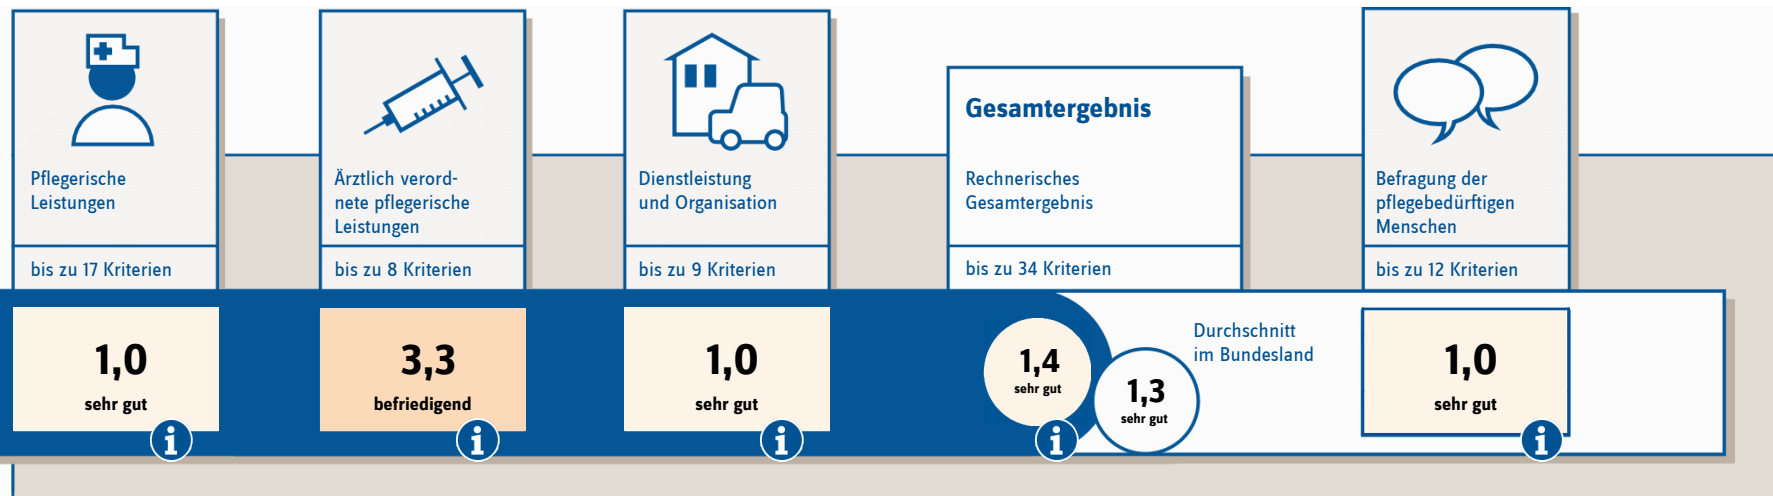 Pflegerische
Leistungen
bis zu 17 Kriterien
1,0
sehr gut
Ärztlich verord-
nete pflegerische
Leistungen
bis zu 8 Kriterien
3,3
befriedigend
Dienstleistung
und Organisation
bis zu 9 Kriterien
1,0
sehr gut
Gesamtergebnis
Rechnerisches
Gesamtergebnis
bis zu 34 Kriterien
1,4
sehr gut
Durchschnitt
im Bundesland
1,3
sehr gut
Befragung der
pflegebedürftigen
Menschen
bis zu 12 Kriterien
1,0
sehr gut